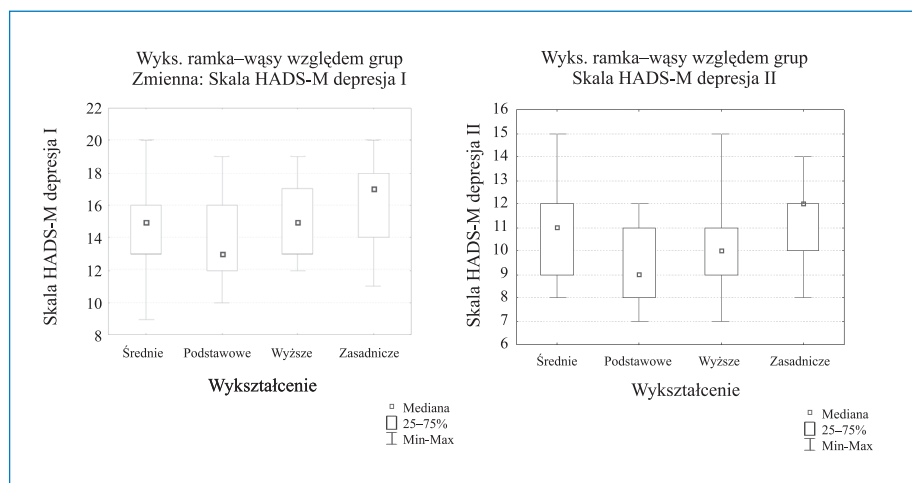 Wyks. ramka–wąsy względem grup
Zmienna: Skala HADS-M depresja I
Skala HADS-M depresja I
22
20
18
16
14
12
10
8
Średnie
Podstawowe
Wyższe
Zasadnicze
Wykształcenie
Mediana
25–75%
Min-Max
Wyks. ramka–wąsy względem grup
Skala HADS-M depresja II
Skala HADS-M depresja II
16
15
14
13
12
11
10
9
8
7
6
Średnie
Podstawowe
Wyższe
Zasadnicze
Wykształcenie
Mediana
25–75%
Min-Max